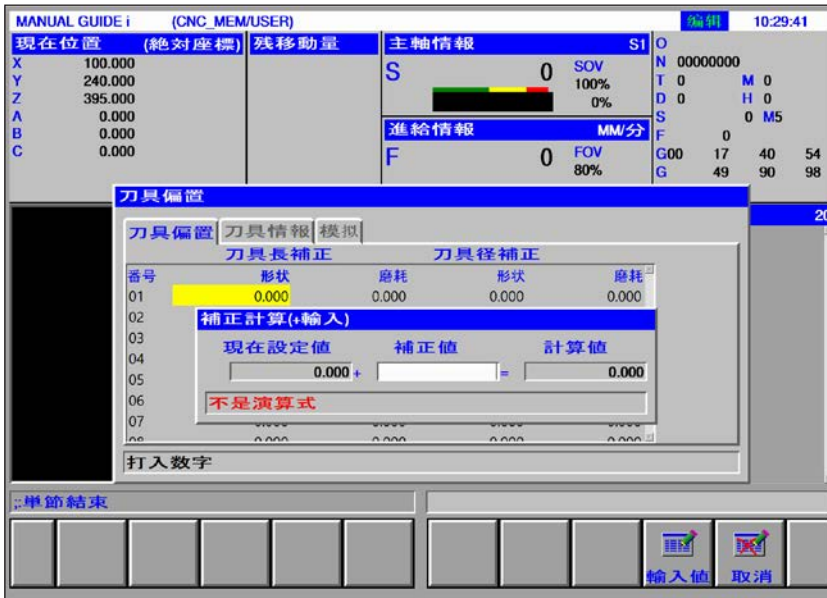 MANUAL GUIDE i (CNC_MEM/USER) 编辑 10:29:41
現在位置 (絶対座標) 残移動量 主軸情報 S1 O
X 100.000 S 0 SOV 100% N 00000000
Y 240.000 T 0 M 0
Z 395.000 0% D 0 H 0
A 0.000 S 0 M5
B 0.000 進給情報 MM/分 F 0
C 0.000 F 0 FOV 80% G00 17 40 54
G 49 90 98
刀具偏置
20
刀具偏置 刀具情報 模拟
刀具長補正 刀具径補正
番号 形状 磨耗 形状 磨耗
01 0.000 0.000 0.000 0.000
02 補正計算(+輸入)
03 現在設定値 補正値 計算値
04
05 0.000 + = 0.000
06 不是演算式
07
打入数字
;:単節結束
輸入值 取消